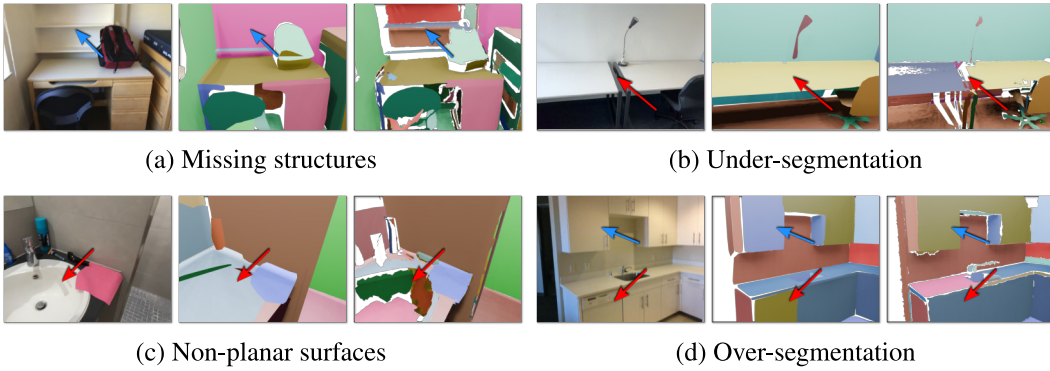 (a) Missing structures
(b) Under-segmentation
(c) Non-planar surfaces
(d) Over-segmentation